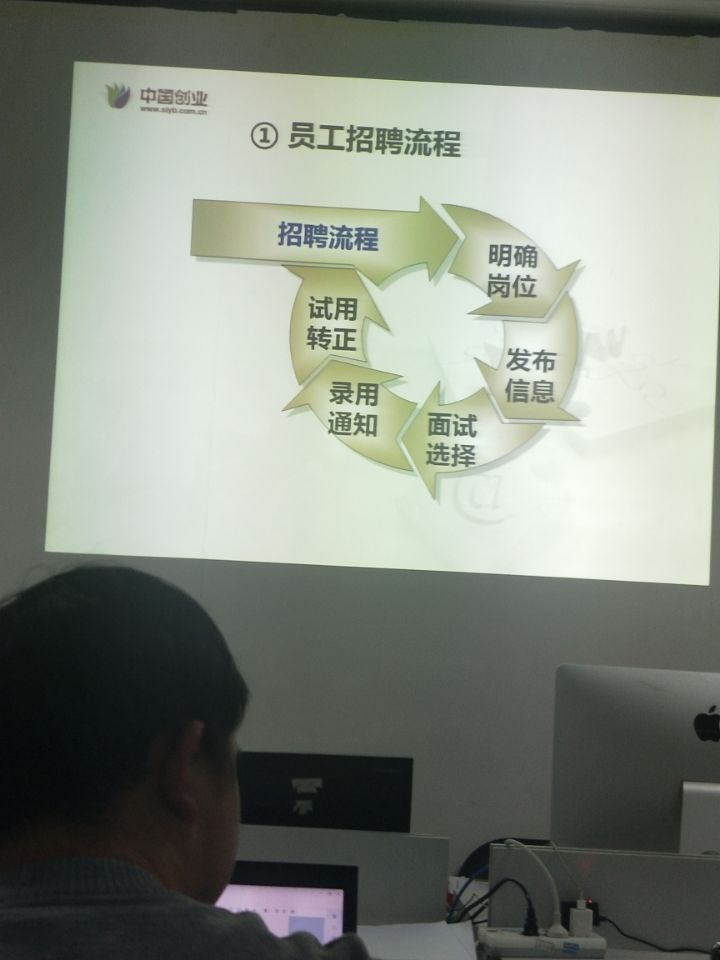 中国创业
www.siyb.com.cn
① 员工招聘流程
招聘流程
明确
岗位
发布
信息
面试
选择
录用
通知
试用
转正